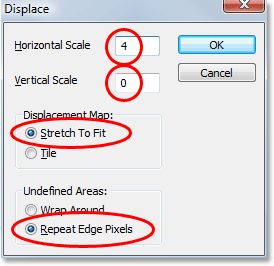 Displace
Horizontal Scale 4 OK
Vertical Scale 0 Cancel
Displacement Map:
Stretch To Fit
Tile
Undefined Areas:
Wrap Around
Repeat Edge Pixels